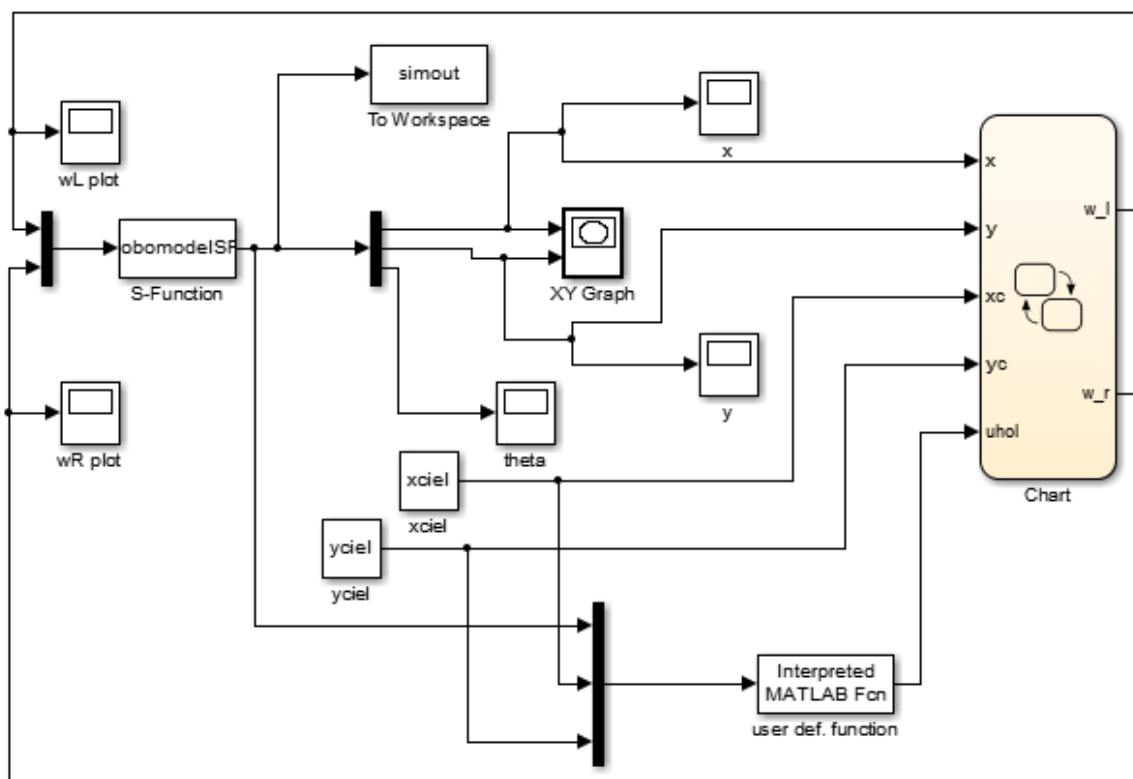 simout
To Workspace
x
wL plot
x
w_l
obomodelSF
S-Function
y
XY Graph
xc
yc
y
w_r
wR plot
theta
uhol
Chart
xciel
xciel
yciel
yciel
Interpreted
MATLAB Fcn
user def. function